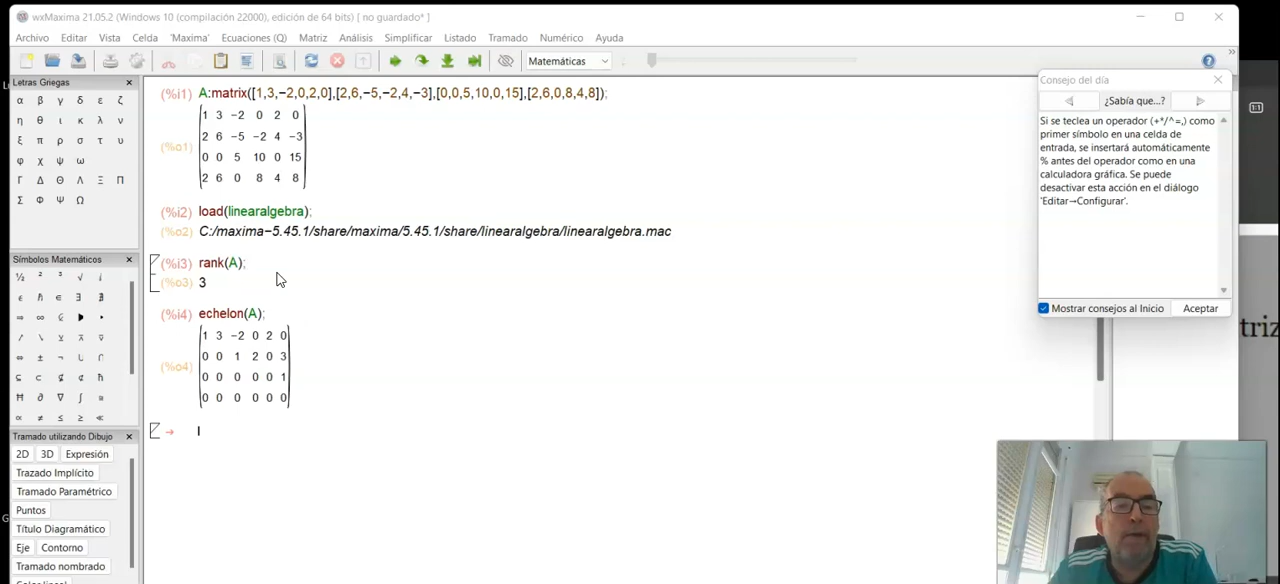 wxMaxima 21.05.2 (Windows 10 (compilación 22000), edición de 64 bits) [ no guardado* ]
Archivo Editar Vista Celda 'Maxima' Ecuaciones (Q) Matriz Análisis Simplificar Listado Tramado Numérico Ayuda
Matemáticas
Letras Griegas
α β γ δ ε ζ
η θ ι κ λ ν
ξ π ρ σ τ υ
φ χ ψ ω
Γ Δ Θ Λ Ξ Π
Σ Φ Ψ Ω
Símbolos Matemáticos
½ ² ³ √ i
Tramado utilizando Dibujo
2D 3D Expresión
Trazado Implícito
Tramado Paramétrico
Puntos
Título Diagramático
Eje Contorno
Tramado nombrado
(%i1) A:matrix([1,3,−2,0,2,0],[2,6,−5,−2,4,−3],[0,0,5,10,0,15],[2,6,0,8,4,8]);
1 3 −2 0 2 0
2 6 −5 −2 4 −3
(%o1)
0 0 5 10 0 15
2 6 0 8 4 8
(%i2) load(linearalgebra);
(%o2) C:/maxima−5.45.1/share/maxima/5.45.1/share/linearalgebra/linearalgebra.mac
(%i3) rank(A);
(%o3) 3
(%i4) echelon(A);
1 3 −2 0 2 0
0 0 1 2 0 3
(%o4)
0 0 0 0 0 1
0 0 0 0 0 0
Consejo del día
¿Sabía que...?
Si se teclea un operador (+*/^=,) como
primer símbolo en una celda de
entrada, se insertará automáticamente
% antes del operador como en una
calculadora gráfica. Se puede
desactivar esta acción en el diálogo
'Editar→Configurar'.
Mostrar consejos al Inicio Aceptar
triz